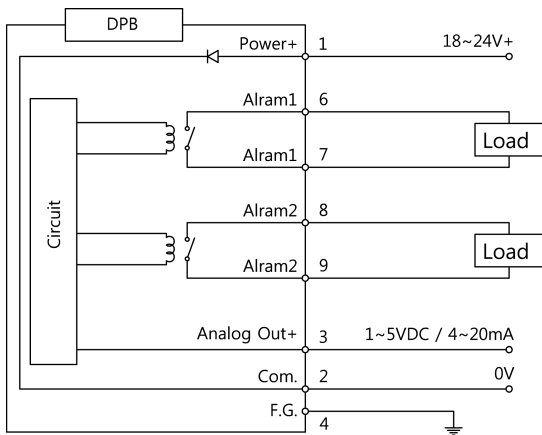 DPB
Power+ 1 18~24V+
Alram1 6
Load
Alram1 7
Circuit
Alram2 8
Load
Alram2 9
Analog Out+ 3 1~5VDC / 4~20mA
Com. 2 0V
F.G. 4